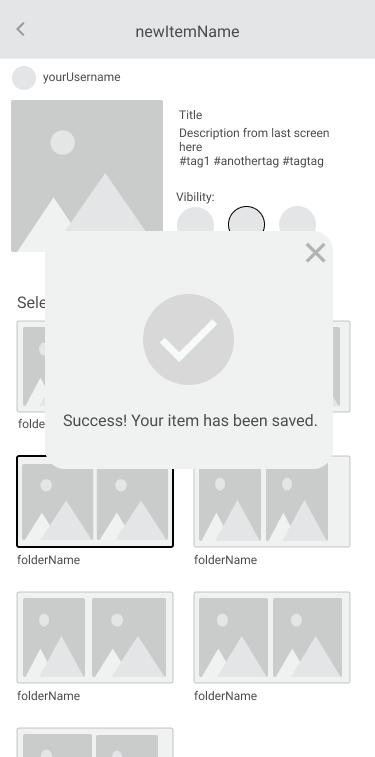 newItemName
yourUsername
Title
Description from last screen
here
#tag1 #anothertag #tagtag
Vibility:
Sele
folde
Success! Your item has been saved.
folderName
folderName
folderName
folderName